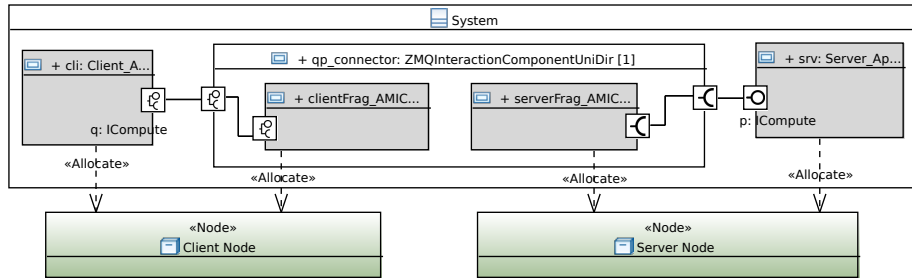 System
+ cli: Client_A...
+ qp_connector: ZMQInteractionComponentUniDir [1]
+ srv: Server_Ap...
+ clientFrag_AMIC...
+ serverFrag_AMIC...
q: ICompute
p: ICompute
«Allocate»
«Allocate»
«Allocate»
«Allocate»
«Node»
Client Node
«Node»
Server Node